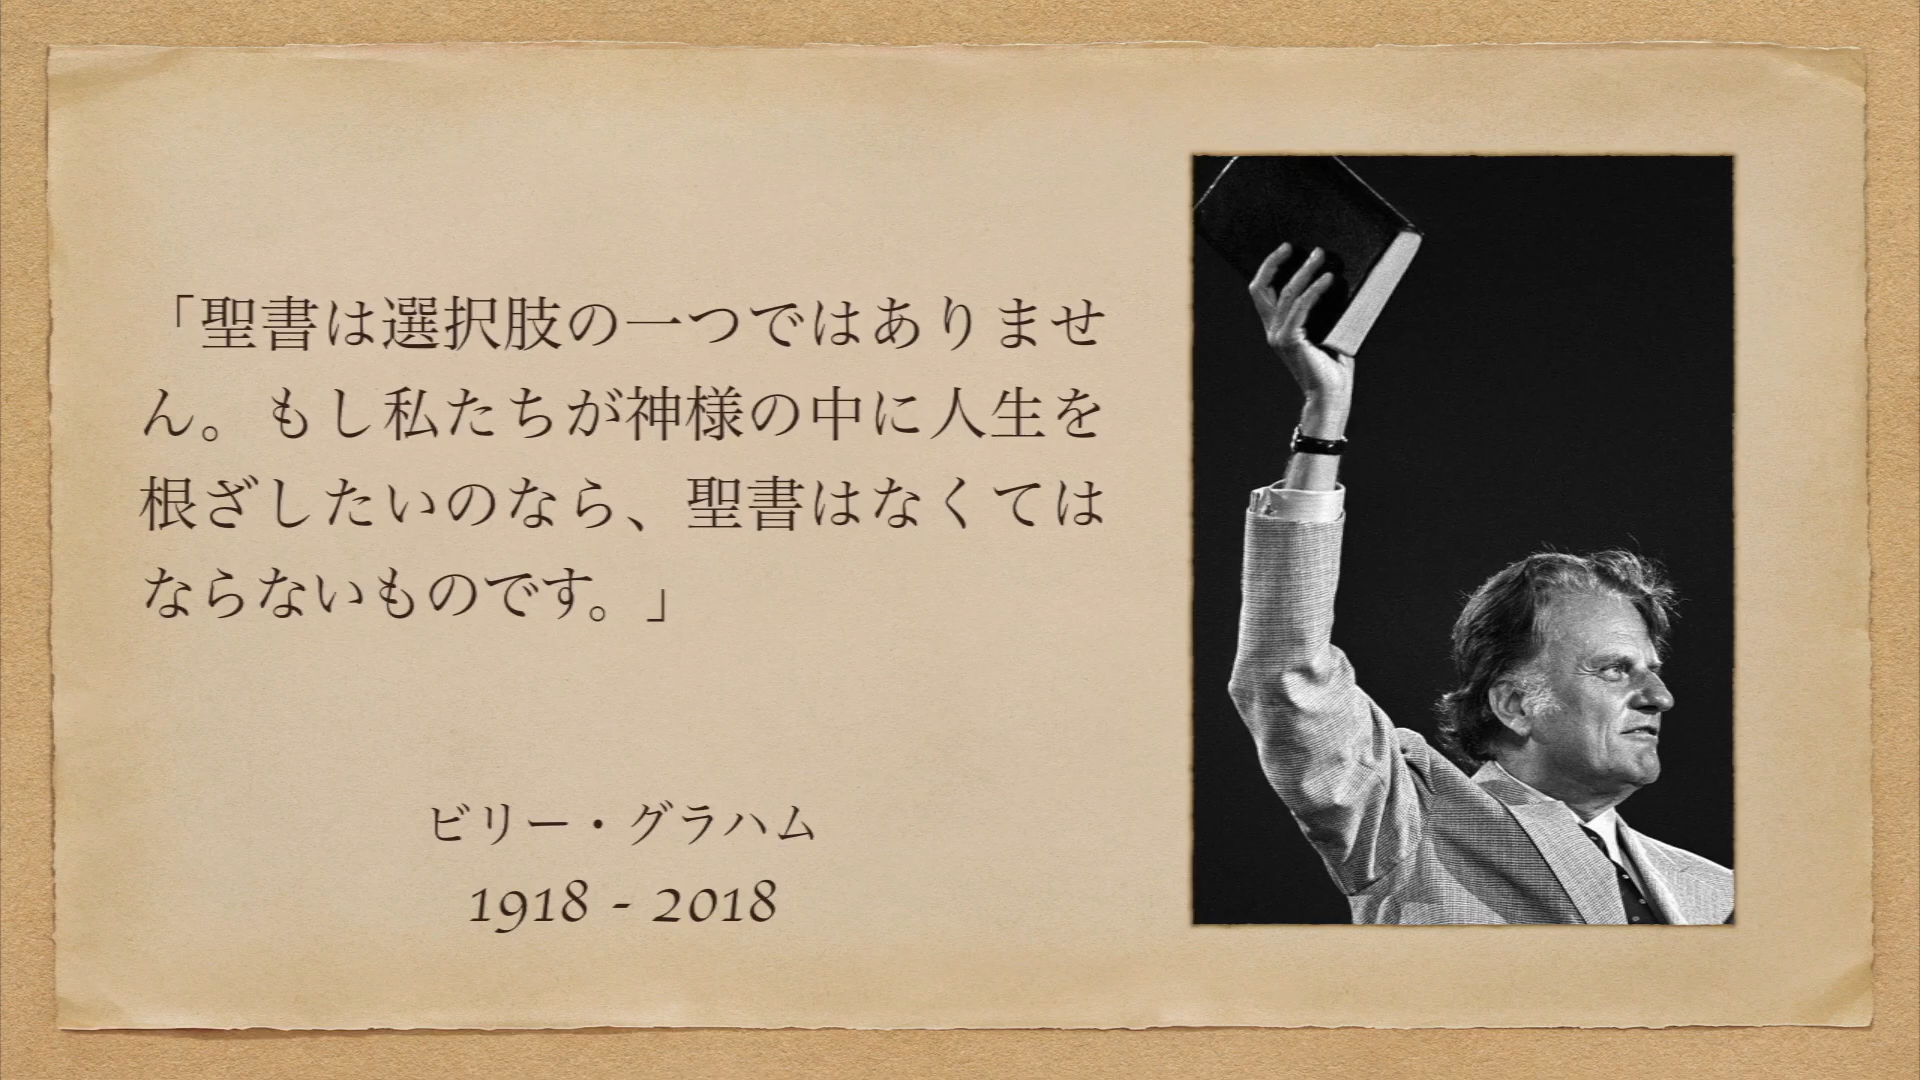 「聖書は選択肢の一つではありませ
ん。もし私たちが神様の中に人生を
根ざしたいのなら、聖書はなくては
ならないものです。」
ビリー・グラハム
1918 - 2018